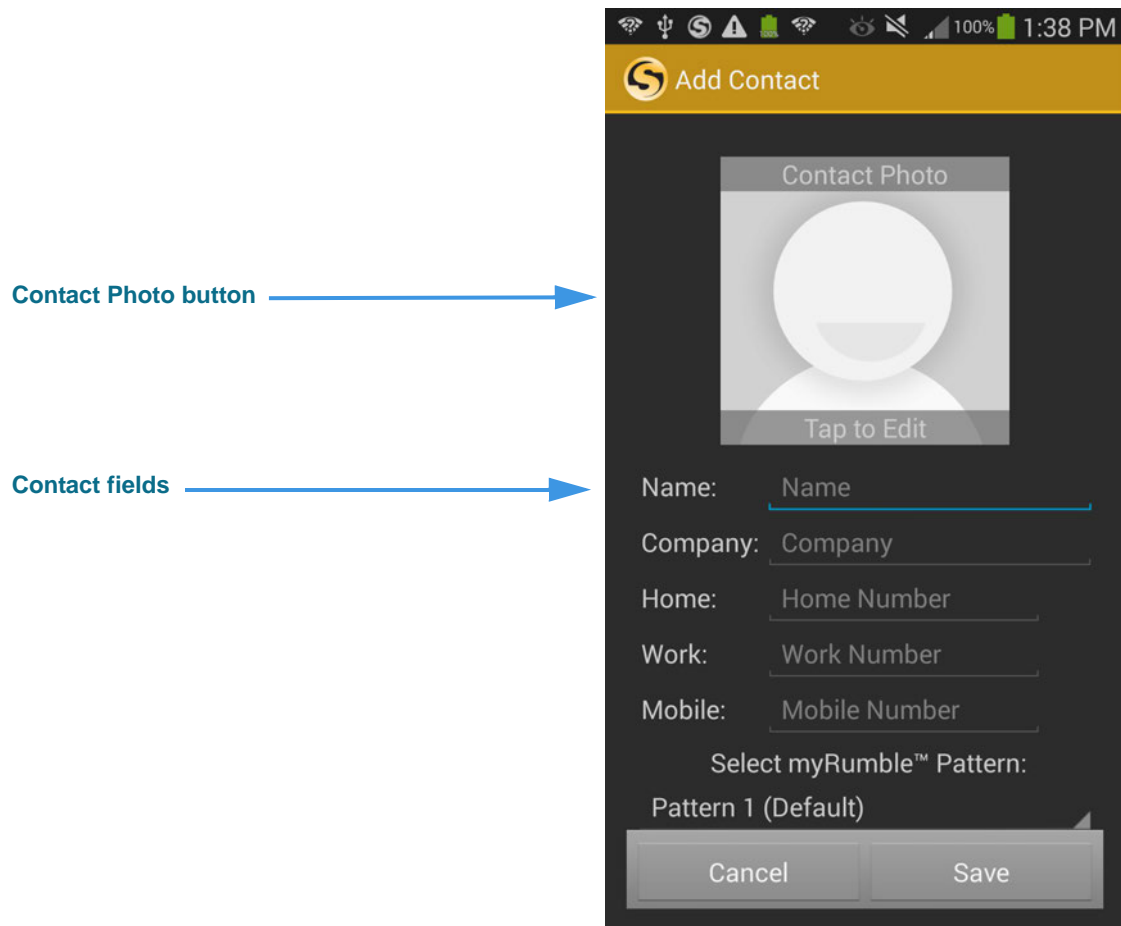 100% 100% 1:38 PM
Add Contact
Contact Photo
Contact Photo button
Tap to Edit
Contact fields
Name: Name
Company: Company
Home: Home Number
Work: Work Number
Mobile: Mobile Number
Select myRumble™ Pattern:
Pattern 1 (Default)
Cancel Save